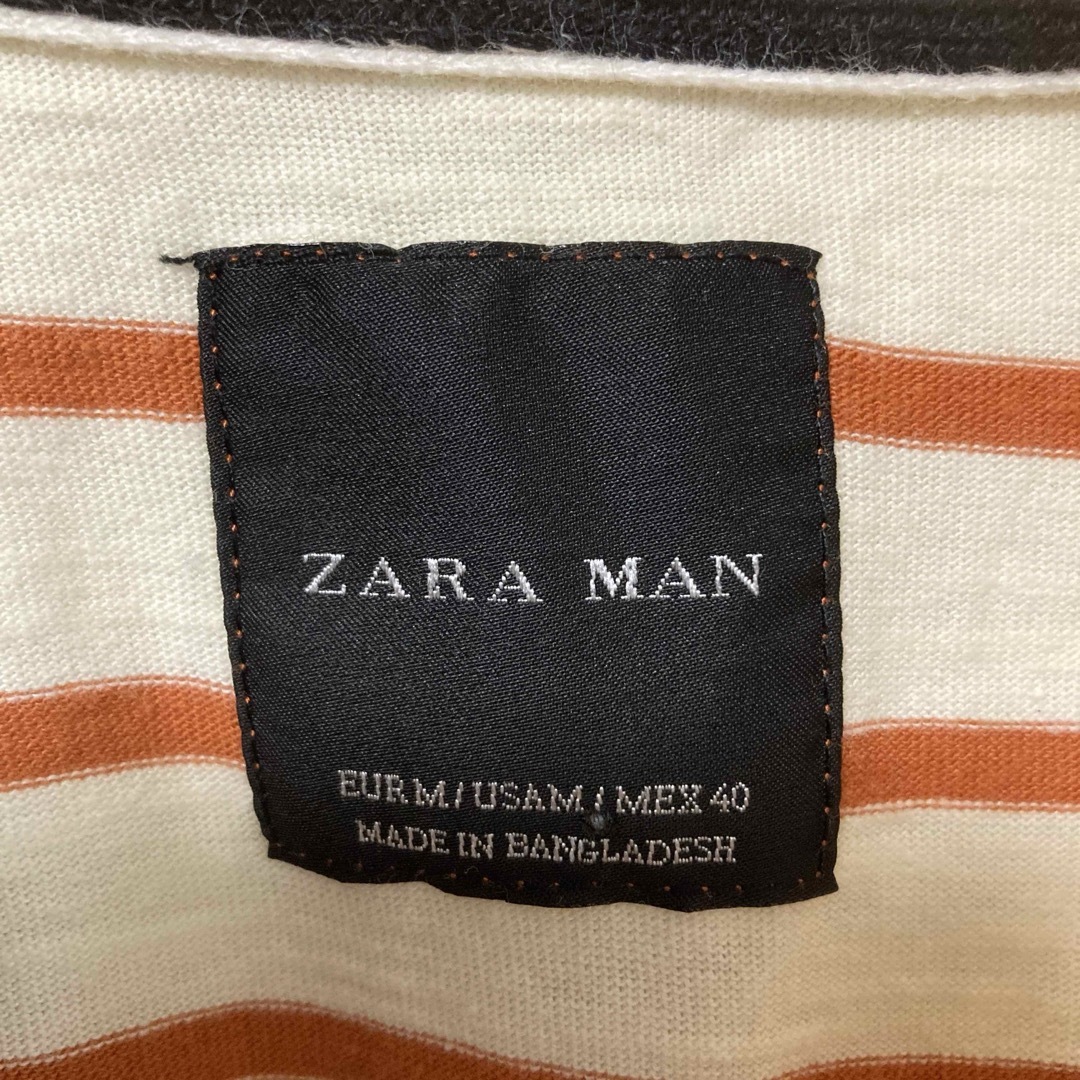 ZARA MAN
EUR M / USA M / MEX 40
MADE IN BANGLADESH